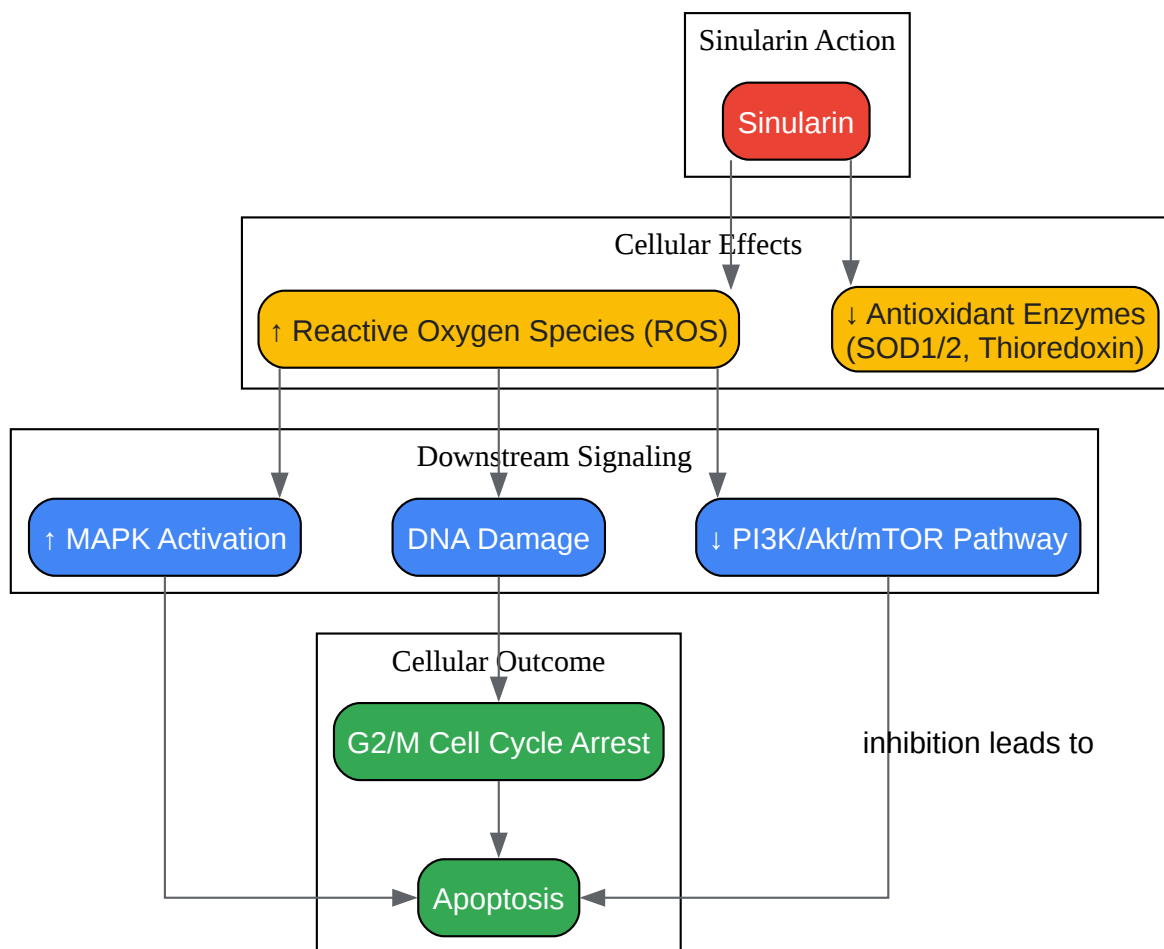 Sinularin Action
Sinularin
Cellular Effects
↑ Reactive Oxygen Species (ROS)
↓ Antioxidant Enzymes
(SOD1/2, Thioredoxin)
Downstream Signaling
↑ MAPK Activation
DNA Damage
↓ PI3K/Akt/mTOR Pathway
Cellular Outcome
G2/M Cell Cycle Arrest
inhibition leads to
Apoptosis